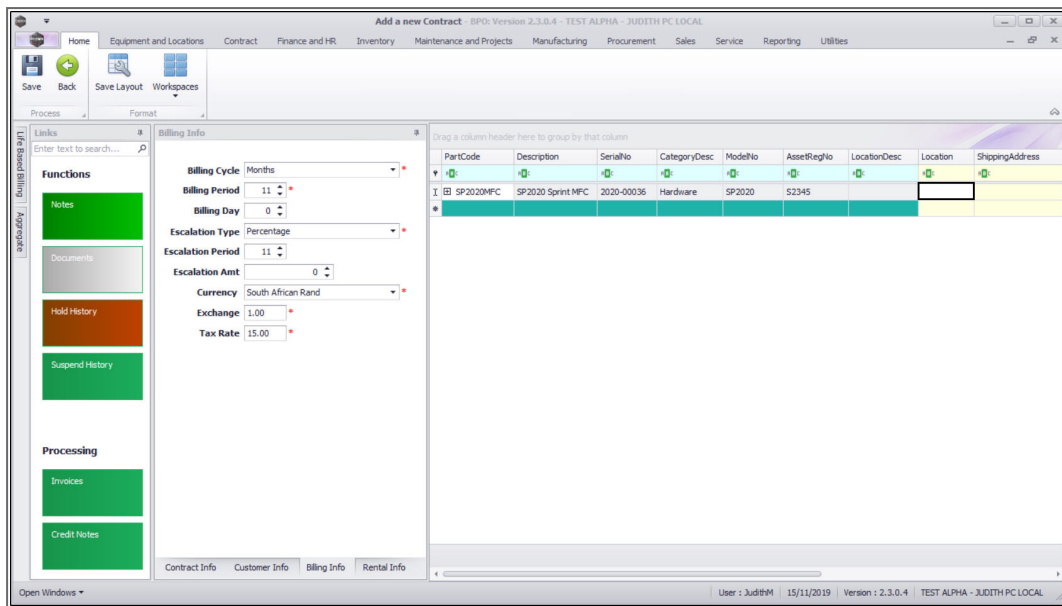 Add a new Contract - BPO: Version 2.3.0.4 - TEST ALPHA - JUDITH PC LOCAL
Home Equipment and Locations Contract Finance and HR Inventory Maintenance and Projects Manufacturing Procurement Sales Service Reporting Utilities
Save Back Save Layout Workspaces
Process Format
Life Based Billing
Aggregate
Links
Enter text to search...
Functions
Notes
Documents
Hold History
Suspend History
Processing
Invoices
Credit Notes
Billing Info
Billing Cycle Months *
Billing Period 11 *
Billing Day 0
Escalation Type Percentage *
Escalation Period 11
Escalation Amt 0
Currency South African Rand *
Exchange 1.00 *
Tax Rate 15.00 *
Contract Info Customer Info Billing Info Rental Info
Drag a column header here to group by that column
PartCode Description SerialNo CategoryDesc ModelNo AssetRegNo LocationDesc Location ShippingAddress
SP2020MFC SP2020 Sprint MFC 2020-00036 Hardware SP2020 S2345
Open Windows
User : JudithM 15/11/2019 Version : 2.3.0.4 TEST ALPHA - JUDITH PC LOCAL